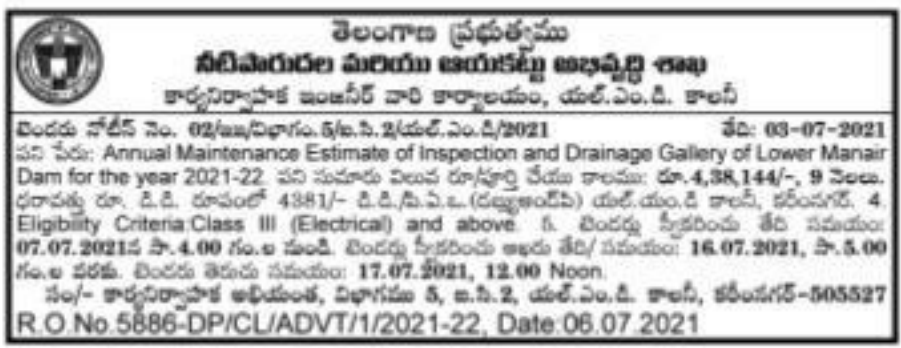 తెలంగాణ ప్రభుత్వము
నీటిపారుదల మరియు ఆయకట్టు అభివృద్ధి శాఖ
కార్యనిర్వాహక ఇంజనీర్ వారి కార్యాలయం, యల్.ఎం.డి. కాలనీ
టెండరు నోటీస్ నెం. 02/ఇఇ/విభాగం.5/ఐ.సి.2/యల్.ఎం.డి/2021 తేది: 03-07-2021
పని పేరు: Annual Maintenance Estimate of Inspection and Drainage Gallery of Lower Manair
Dam for the year 2021-22. పని సుమారు విలువ రూ/పూర్తి చేయు కాలము: రూ.4,38,144/-, 9 నెలలు.
ధరావత్తు రూ. డి.డి. రూపంలో 4381/- డి.డి./పి.ఎ.ఒ.(డబ్ల్యుఅండ్‌పి) యల్.యం.డి కాలనీ, కరీంనగర్. 4.
Eligibility Criteria:Class III (Electrical) and above. 5. టెండర్లు స్వీకరించు తేది సమయం:
07.07.2021న సా.4.00 గం.ల నుండి. టెండర్లు స్వీకరించు ఆఖరు తేది/ సమయం: 16.07.2021, సా.5.00
గం.ల వరకు. టెండరు తెరుచు సమయం: 17.07.2021, 12.00 Noon.
సం/- కార్యనిర్వాహక అభియంత, విభాగము 5, ఐ.సి.2, యల్.ఎం.డి. కాలనీ, కరీంనగర్-505527
R.O.No.5886-DP/CL/ADVT/1/2021-22, Date:06.07.2021